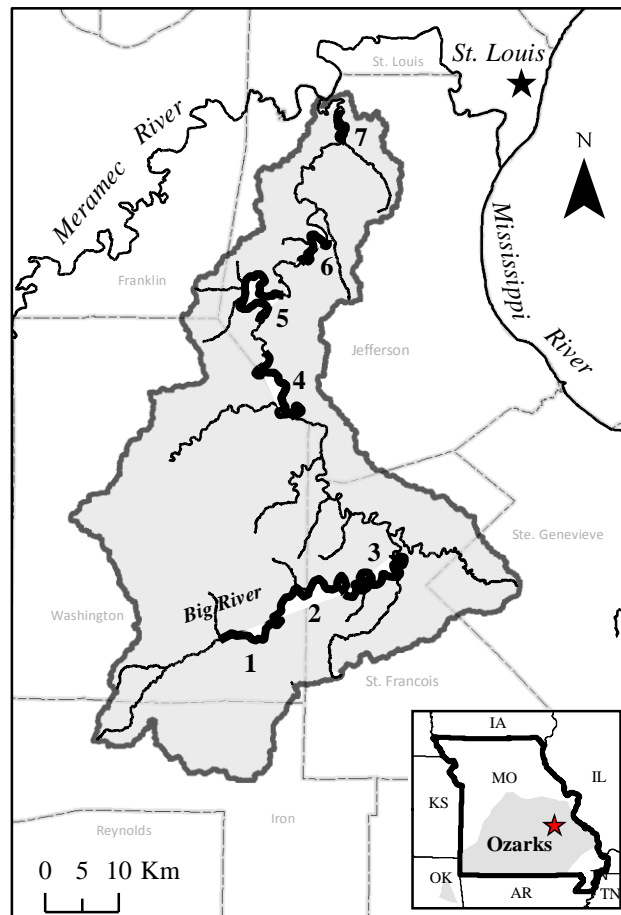 St. Louis
St. Louis
N
7
Meramec River
Mississippi River
6
Franklin
5
Jefferson
4
Ste. Genevieve
3
Big River
2
Washington
1
St. Francois
IA
MO
IL
KS
Ozarks
Iron
Reynolds
OK
AR
TN
0 5 10 Km